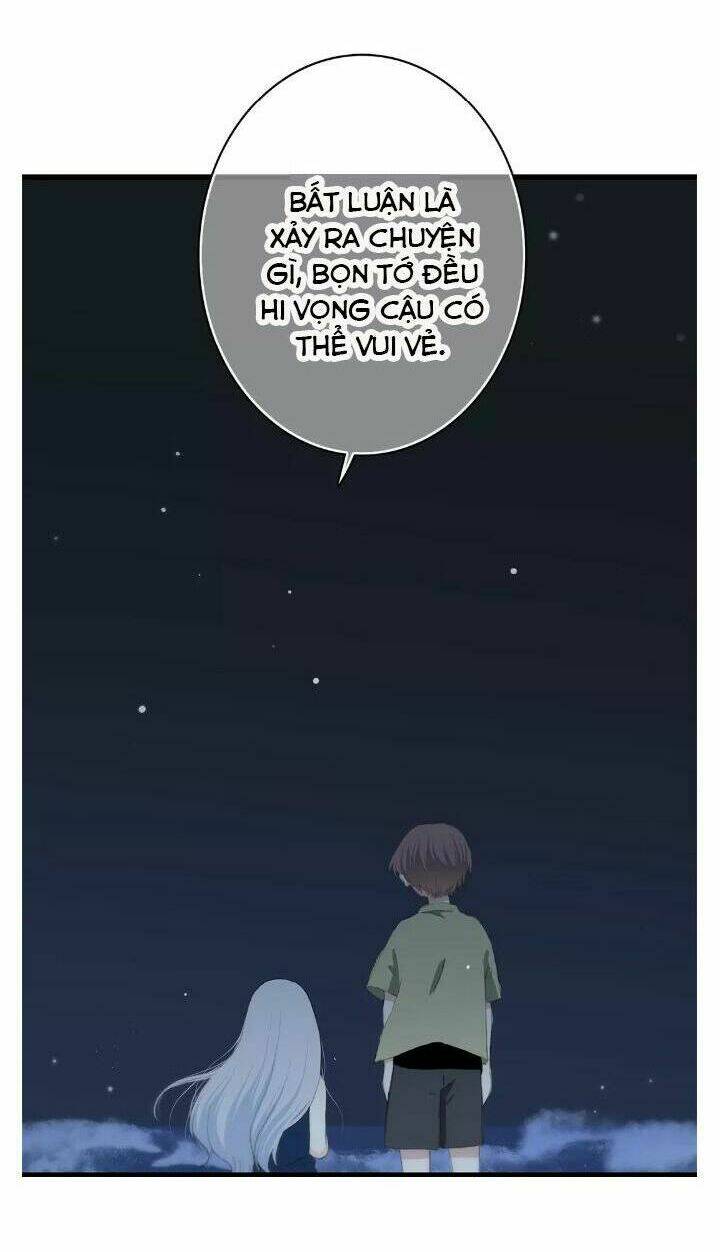 BẤT LUẬN LÀ
XẢY RA CHUYỆN
GÌ, BỌN TỚ ĐỀU
HI VỌNG CẬU CÓ
THỂ VUI VẺ.